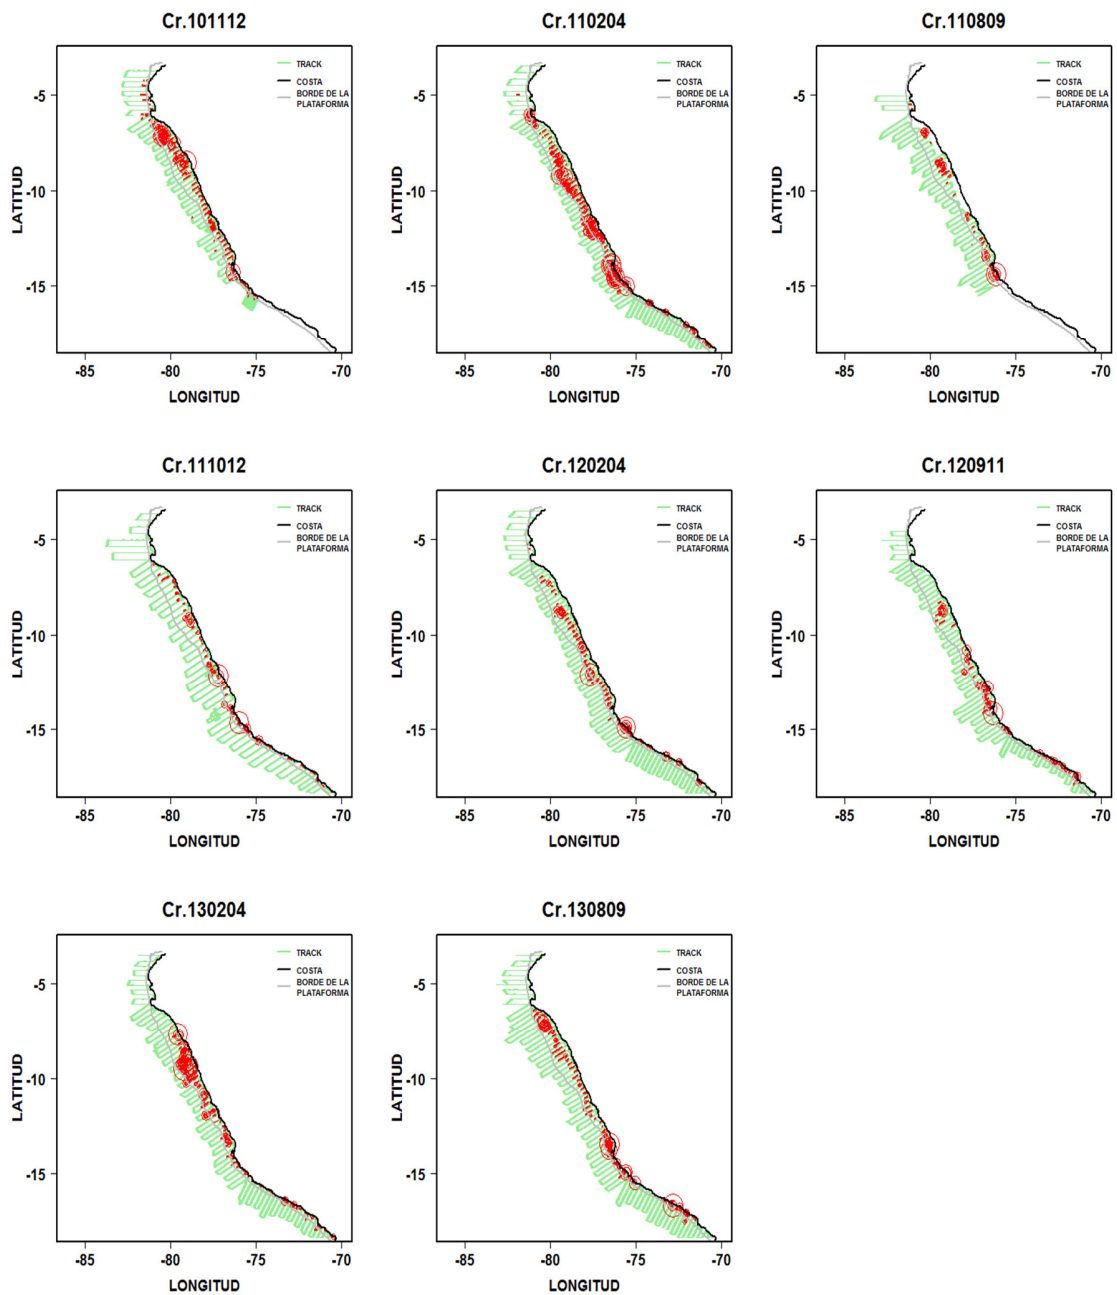 Cr.101112
Cr.110204
Cr.110809
TRACK
COSTA
BORDE DE LA
PLATAFORMA
LATITUD
-5
-10
-15
-85
-80
-75
-70
LONGITUD
TRACK
COSTA
BORDE DE LA
PLATAFORMA
LATITUD
-5
-10
-15
-85
-80
-75
-70
LONGITUD
TRACK
COSTA
BORDE DE LA
PLATAFORMA
LATITUD
-5
-10
-15
-85
-80
-75
-70
LONGITUD
Cr.111012
Cr.120204
Cr.120911
TRACK
COSTA
BORDE DE LA
PLATAFORMA
LATITUD
-5
-10
-15
-85
-80
-75
-70
LONGITUD
TRACK
COSTA
BORDE DE LA
PLATAFORMA
LATITUD
-5
-10
-15
-85
-80
-75
-70
LONGITUD
TRACK
COSTA
BORDE DE LA
PLATAFORMA
LATITUD
-5
-10
-15
-85
-80
-75
-70
LONGITUD
Cr.130204
Cr.130809
TRACK
COSTA
BORDE DE LA
PLATAFORMA
LATITUD
-5
-10
-15
-85
-80
-75
-70
LONGITUD
TRACK
COSTA
BORDE DE LA
PLATAFORMA
LATITUD
-5
-10
-15
-85
-80
-75
-70
LONGITUD